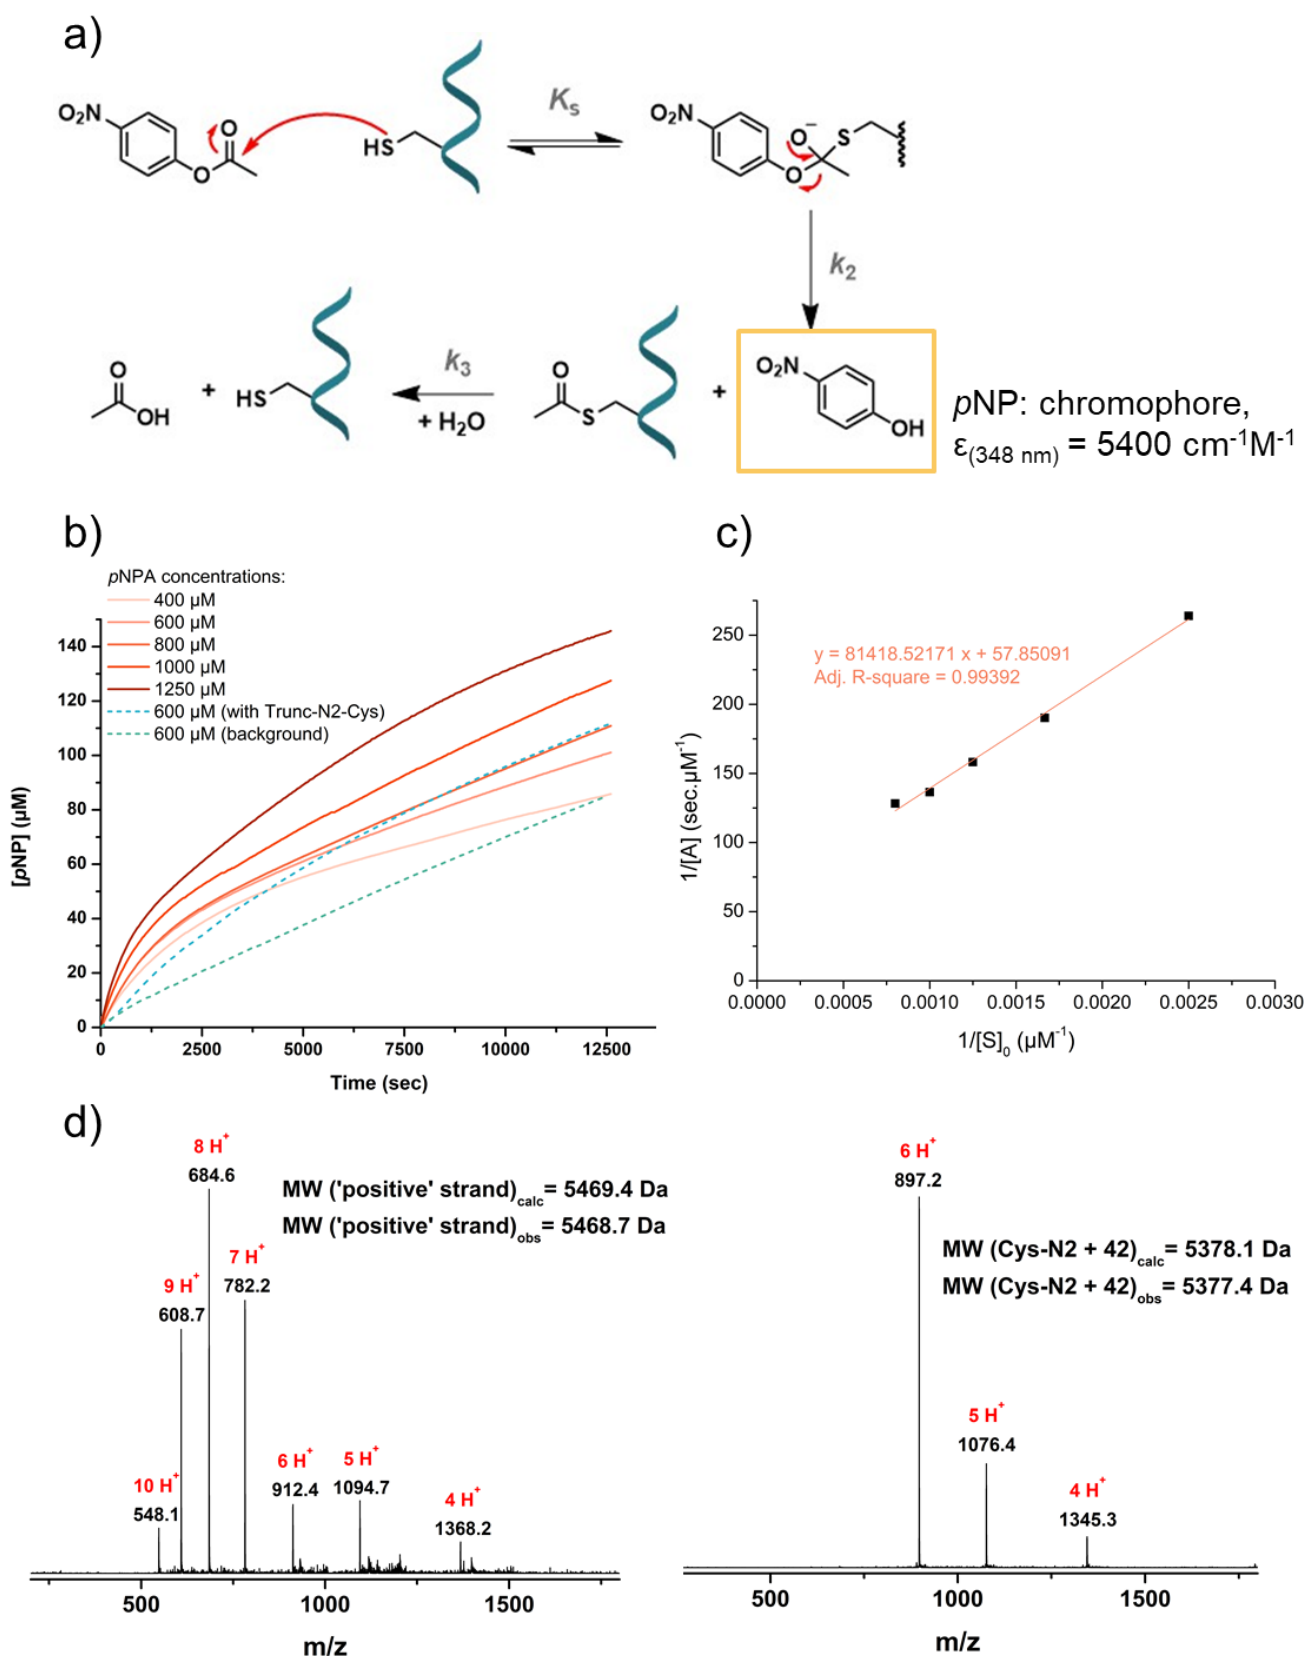 a)
O₂N
O
O
HS
Kₛ
O₂N
O⁻
S
O
k₂
O
OH
+
HS
k₃
+ H₂O
O
S
+
O₂N
OH
pNP: chromophore,
ε(348 nm) = 5400 cm⁻¹M⁻¹
b)
pNPA concentrations:
400 µM
600 µM
800 µM
1000 µM
1250 µM
600 µM (with Trunc-N2-Cys)
600 µM (background)
140
120
100
80
60
40
20
0
[pNP] (µM)
0 2500 5000 7500 10000 12500
Time (sec)
c)
y = 81418.52171 x + 57.85091
Adj. R-square = 0.99392
250
200
150
100
50
0
1/[A] (sec.µM⁻¹)
0.0000 0.0005 0.0010 0.0015 0.0020 0.0025 0.0030
1/[S]₀ (µM⁻¹)
d)
8 H⁺
684.6
7 H⁺
782.2
9 H⁺
608.7
6 H⁺
912.4
5 H⁺
1094.7
10 H⁺
548.1
4 H⁺
1368.2
MW ('positive' strand)calc= 5469.4 Da
MW ('positive' strand)obs= 5468.7 Da
500 1000 1500
m/z
6 H⁺
897.2
5 H⁺
1076.4
4 H⁺
1345.3
MW (Cys-N2 + 42)calc= 5378.1 Da
MW (Cys-N2 + 42)obs= 5377.4 Da
500 1000 1500
m/z